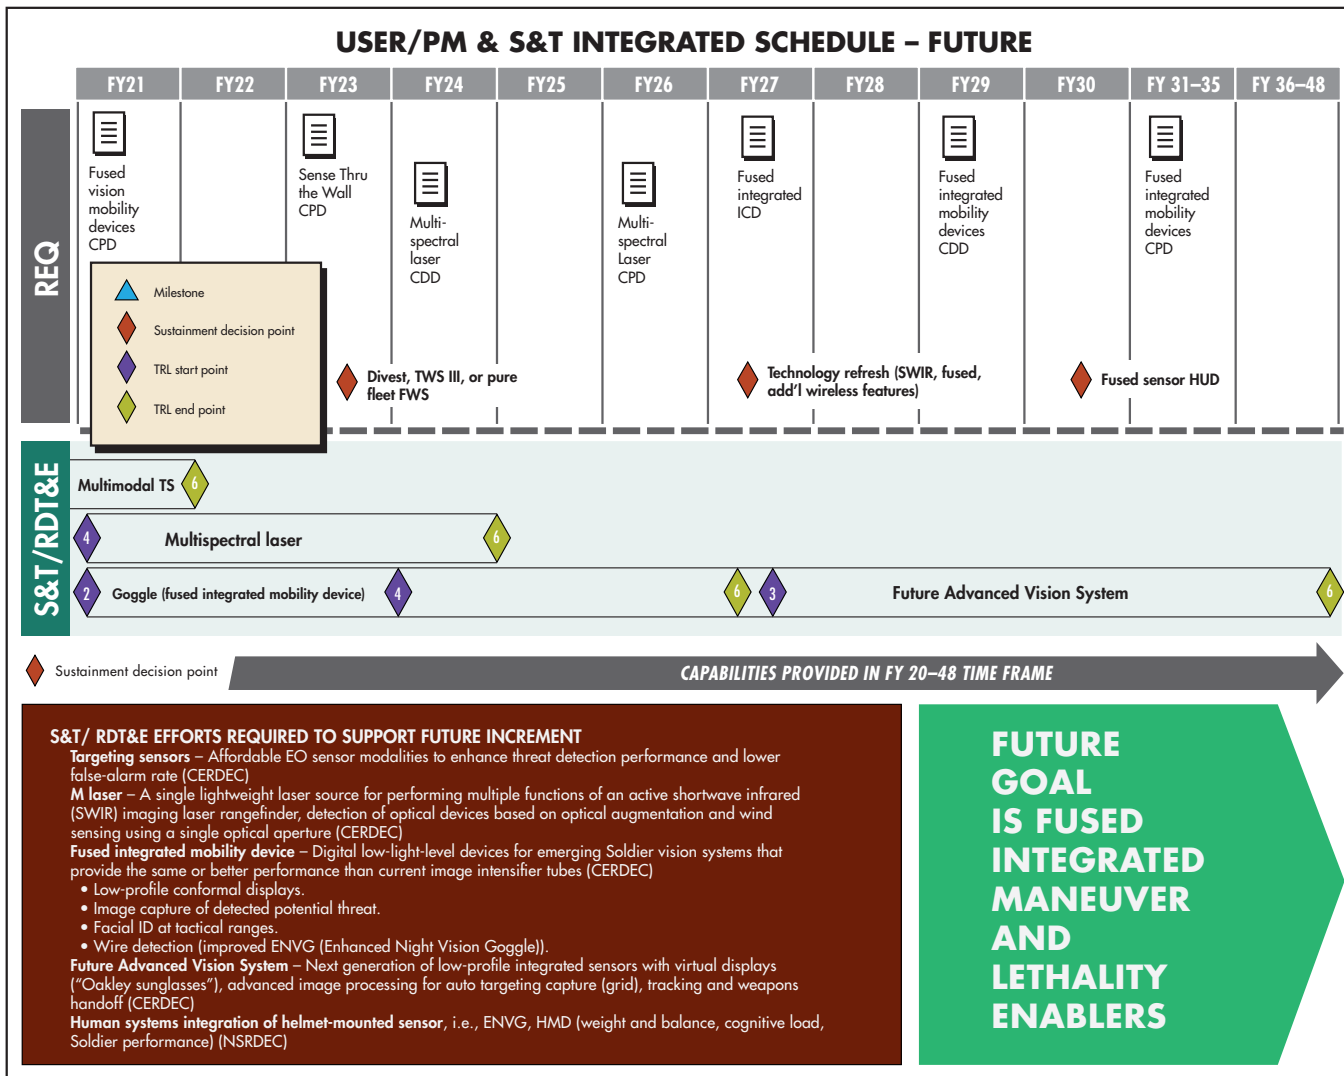 USER/PM & S&T INTEGRATED SCHEDULE – FUTURE
FY21
FY22
FY23
FY24
FY25
FY26
FY27
FY28
FY29
FY30
FY 31–35
FY 36–48
REQ
Fused
vision
mobility
devices
CPD
Sense Thru
the Wall
CPD
Multi-
spectral
laser
CDD
Multi-
spectral
Laser
CPD
Fused
integrated
ICD
Fused
integrated
mobility
devices
CDD
Fused
integrated
mobility
devices
CPD
Milestone
Sustainment decision point
TRL start point
TRL end point
Divest, TWS III, or pure
fleet FWS
Technology refresh (SWIR, fused,
add'l wireless features)
Fused sensor HUD
S&T/RDT&E
Multimodal TS
6
4
Multispectral laser
6
2
Goggle (fused integrated mobility device)
4
6
3
Future Advanced Vision System
6
Sustainment decision point
CAPABILITIES PROVIDED IN FY 20–48 TIME FRAME
S&T/ RDT&E EFFORTS REQUIRED TO SUPPORT FUTURE INCREMENT
Targeting sensors – Affordable EO sensor modalities to enhance threat detection performance and lower
false-alarm rate (CERDEC)
M laser – A single lightweight laser source for performing multiple functions of an active shortwave infrared
(SWIR) imaging laser rangefinder, detection of optical devices based on optical augmentation and wind
sensing using a single optical aperture (CERDEC)
Fused integrated mobility device – Digital low-light-level devices for emerging Soldier vision systems that
provide the same or better performance than current image intensifier tubes (CERDEC)
• Low-profile conformal displays.
• Image capture of detected potential threat.
• Facial ID at tactical ranges.
• Wire detection (improved ENVG (Enhanced Night Vision Goggle)).
Future Advanced Vision System – Next generation of low-profile integrated sensors with virtual displays
(“Oakley sunglasses”), advanced image processing for auto targeting capture (grid), tracking and weapons
handoff (CERDEC)
Human systems integration of helmet-mounted sensor, i.e., ENVG, HMD (weight and balance, cognitive load,
Soldier performance) (NSRDEC)
FUTURE
GOAL
IS FUSED
INTEGRATED
MANEUVER
AND
LETHALITY
ENABLERS